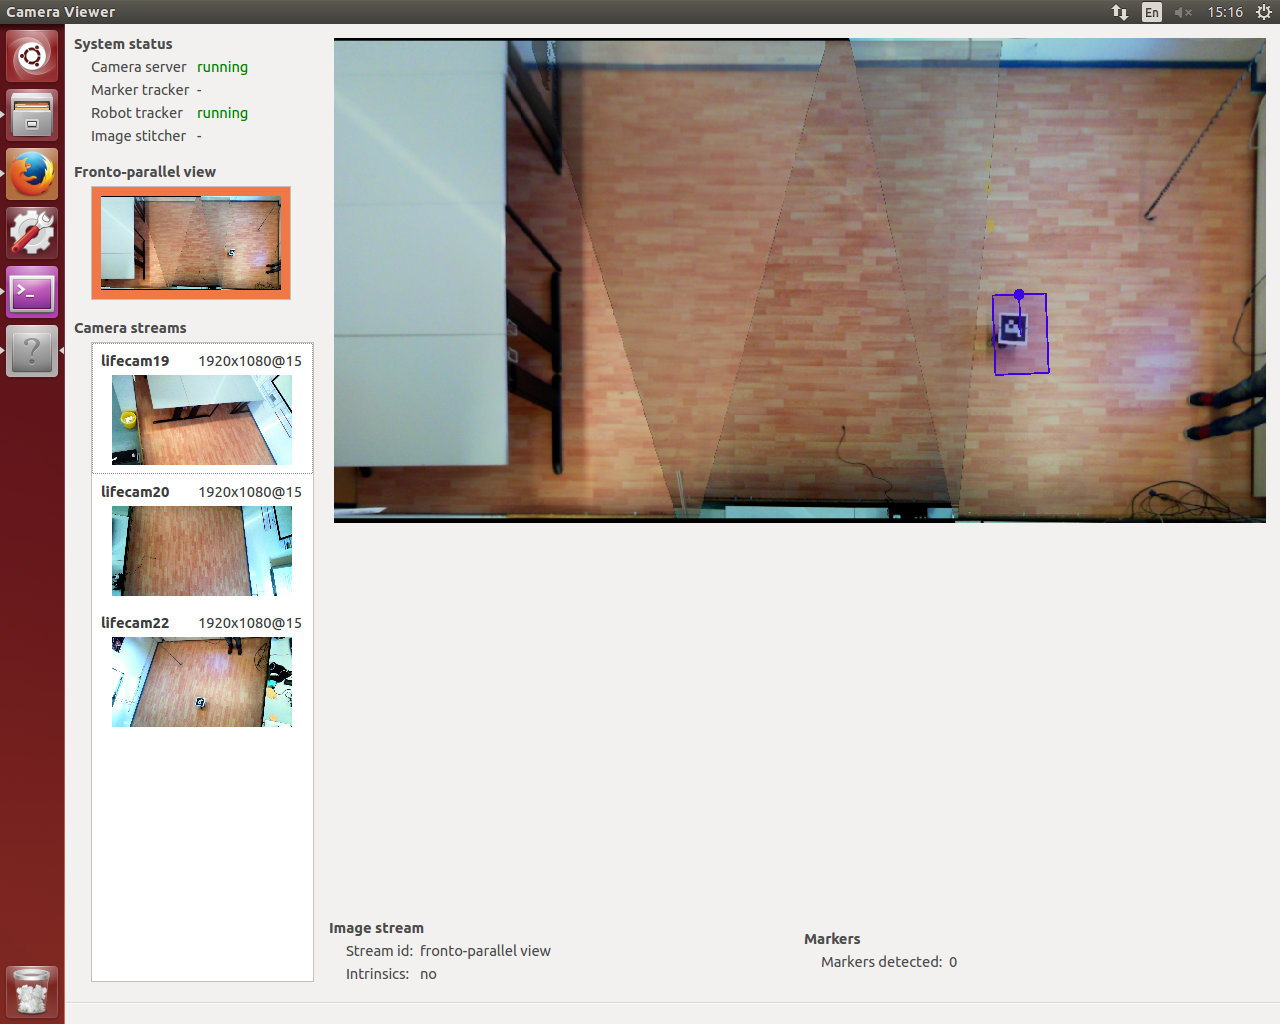 Camera Viewer
En
15:16
System status
Camera server running
Marker tracker -
Robot tracker running
Image stitcher -
Fronto-parallel view
Camera streams
lifecam19 1920x1080@15
lifecam20 1920x1080@15
lifecam22 1920x1080@15
Image stream
Stream id: fronto-parallel view
Intrinsics: no
Markers
Markers detected: 0